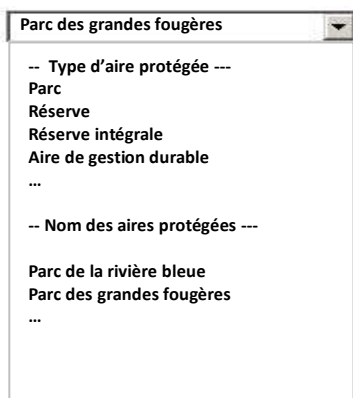 Parc des grandes fougères
-- Type d'aire protégée ---
Parc
Réserve
Réserve intégrale
Aire de gestion durable
…
-- Nom des aires protégées ---
Parc de la rivière bleue
Parc des grandes fougères
…